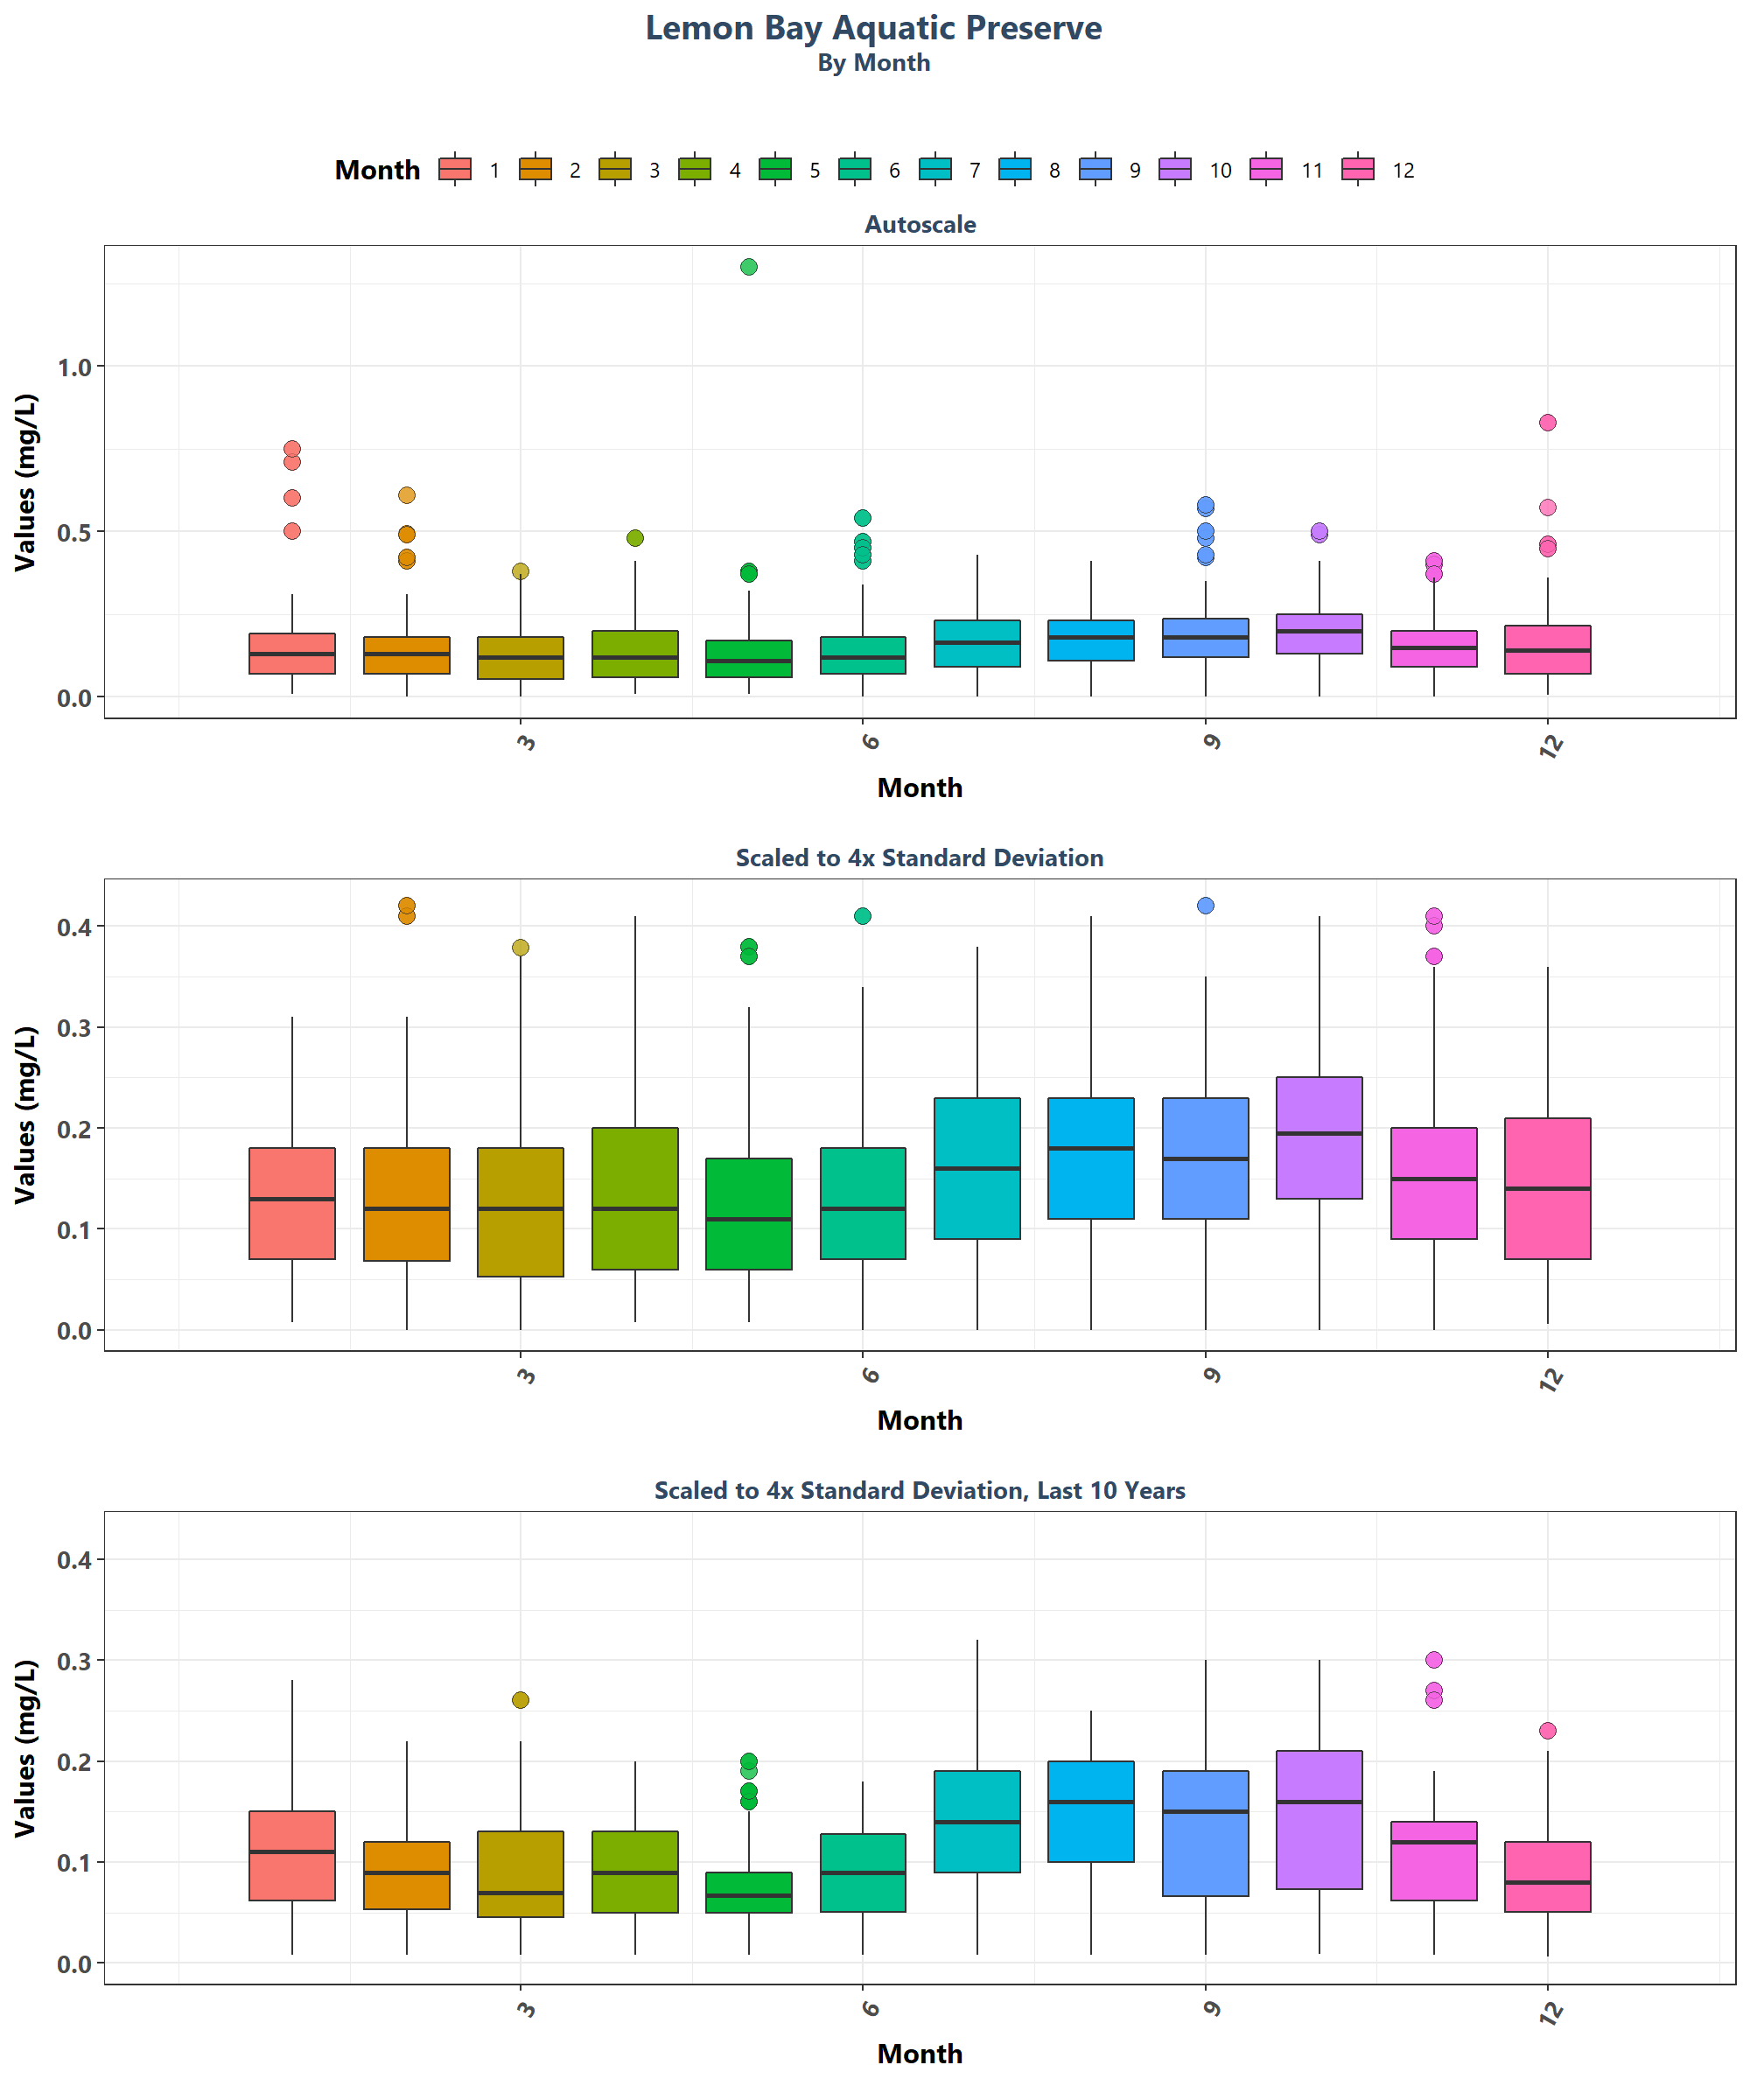 Lemon Bay Aquatic Preserve
By Month
Month 1 2 3 4 5 6 7 8 9 10 11 12
Autoscale
Values (mg/L)
1.0
0.5
0.0
3 6 9 12
Month
Scaled to 4x Standard Deviation
Values (mg/L)
0.4
0.3
0.2
0.1
0.0
3 6 9 12
Month
Scaled to 4x Standard Deviation, Last 10 Years
Values (mg/L)
0.4
0.3
0.2
0.1
0.0
3 6 9 12
Month